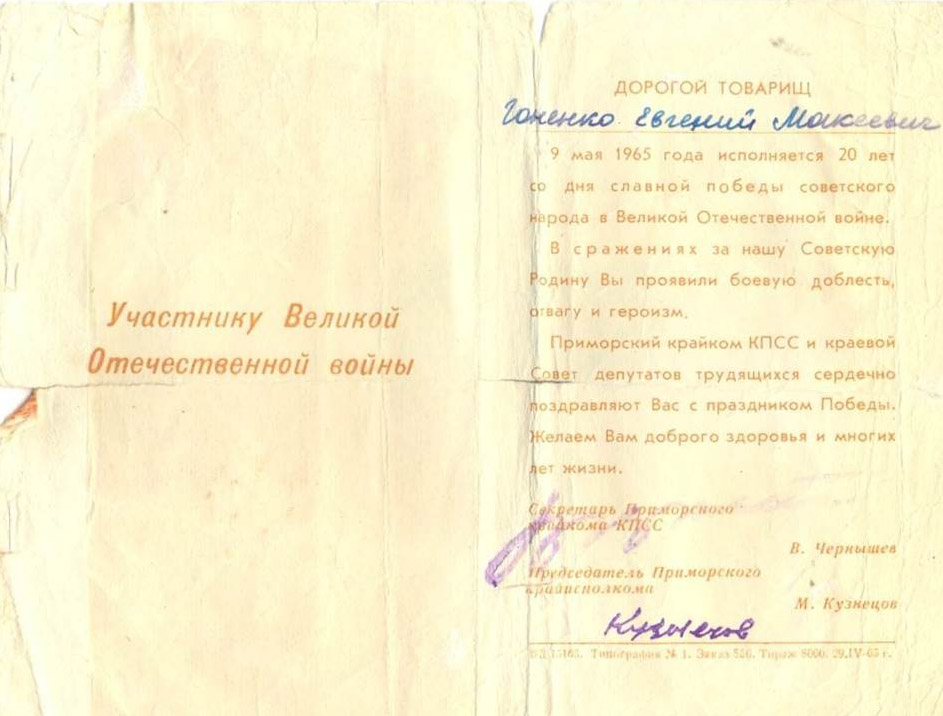 Участнику Великой
Отечественной войны
ДОРОГОЙ ТОВАРИЩ
Гоненко Евгений Макеевич
9 мая 1965 года исполняется 20 лет
со дня славной победы советского
народа в Великой Отечественной войне.
В сражениях за нашу Советскую
Родину Вы проявили боевую доблесть,
отвагу и героизм.
Приморский крайком КПСС и краевой
Совет депутатов трудящихся сердечно
поздравляют Вас с праздником Победы.
Желаем Вам доброго здоровья и многих
лет жизни.
Секретарь Приморского
крайкома КПСС
В. Чернышев
Председатель Приморского
крайисполкома
М. Кузнецов
Кузнецов
Типография № 1. Заказ Тираж 8000. 29.IV-65 г.